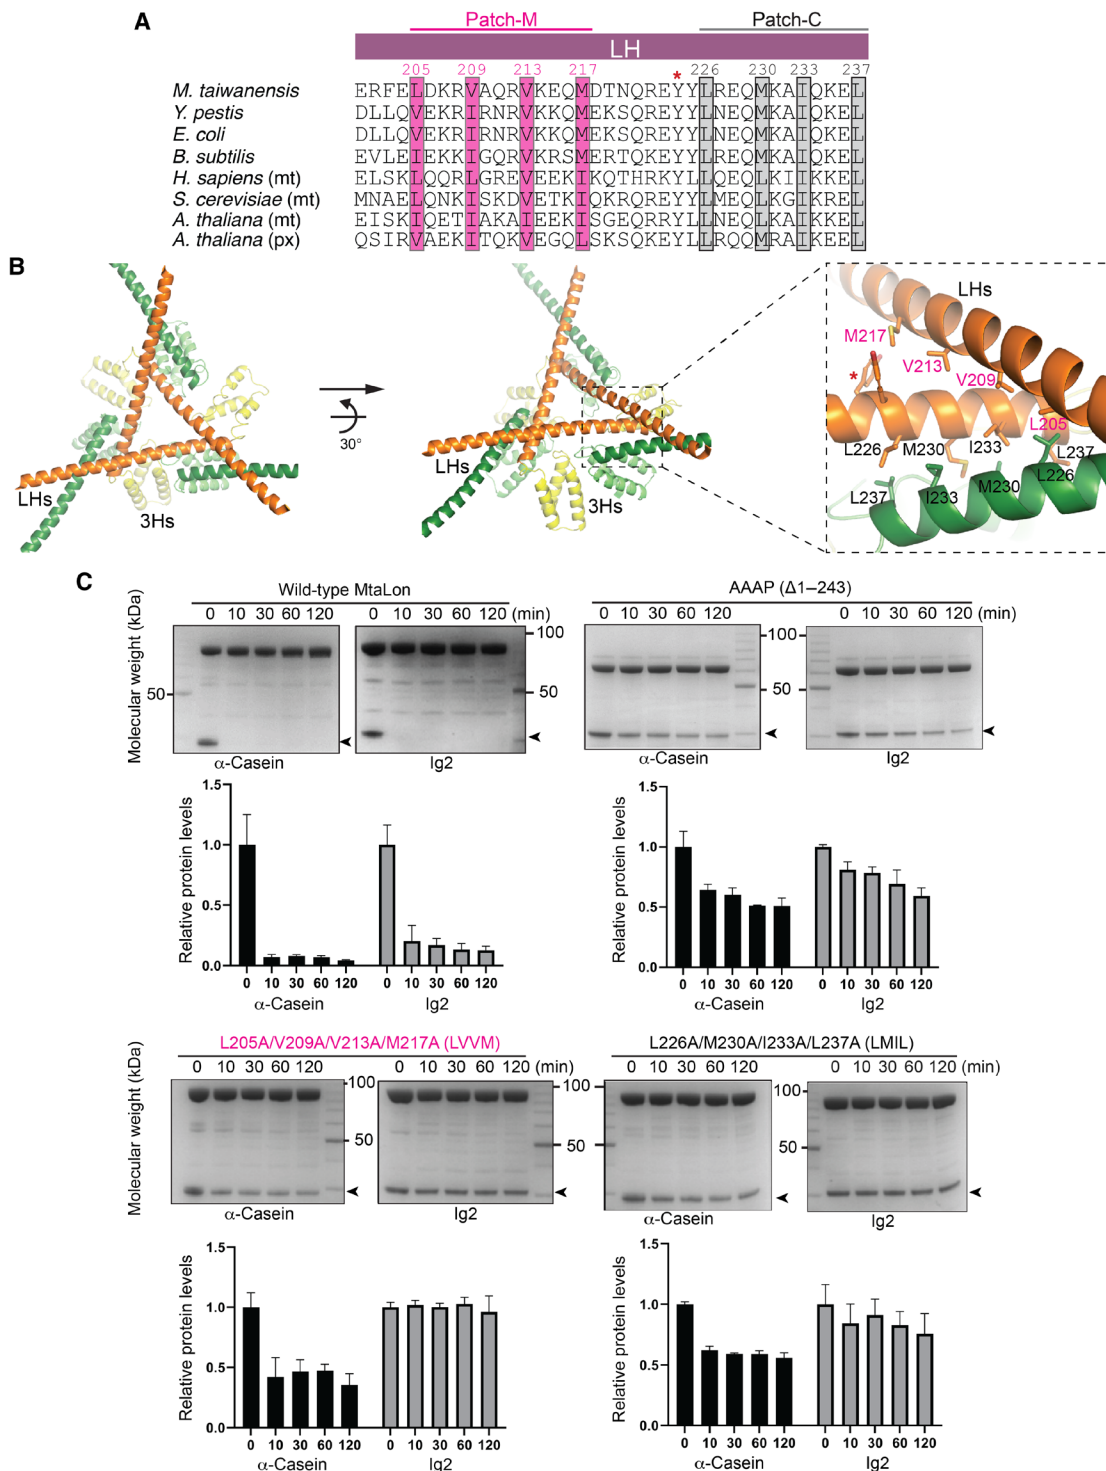 A
Patch-M
Patch-C
LH
205 209 213 217 * 226 230 233 237
M. taiwanensis ERFELDKRVAQRVKEQMDTNQREYYLREQMKAIQKEL
Y. pestis DLLQVEKRIRNRVKKQMEKSQREYYLNEQMKAIQKEL
E. coli DLLQVEKRIRNRVKKQMEKSQREYYLNEQMKAIQKEL
B. subtilis EVLEIEKKIGQRVKRSMERTQKEYYLREQMKAIQKEL
H. sapiens (mt) ELSKLQQRLGREVEEKIKQTHRKYLLQEQLKIIKKEL
S. cerevisiae (mt) MNAELQNKISKDVETKIQKRQREYYLMEQLKGIKREL
A. thaliana (mt) EISKIQETIAKAIEEKISGEQRRYLLNEQLKAIKKEL
A. thaliana (px) QSIRVAEKITQKVEGQLSKSQKEYLLRQQMRAIKEEL
B
LHs
3Hs
30°
LHs
3Hs
LHs
M217
V213
V209
*
L205
L226
M230
I233
L237
L226
M230
I233
L237
C
Wild-type MtaLon
0 10 30 60 120 0 10 30 60 120 (min)
Molecular weight (kDa)
50
100
50
α-Casein
Ig2
AAAP (Δ1–243)
0 10 30 60 120 0 10 30 60 120 (min)
100
50
α-Casein
Ig2
Relative protein levels
1.5
1.0
0.5
0.0
0 10 30 60 120 0 10 30 60 120
α-Casein
Ig2
Relative protein levels
1.5
1.0
0.5
0.0
0 10 30 60 120 0 10 30 60 120
α-Casein
Ig2
L205A/V209A/V213A/M217A (LVVM)
0 10 30 60 120 0 10 30 60 120 (min)
Molecular weight (kDa)
100
50
α-Casein
Ig2
L226A/M230A/I233A/L237A (LMIL)
0 10 30 60 120 0 10 30 60 120 (min)
100
50
100
50
α-Casein
Ig2
Relative protein levels
1.5
1.0
0.5
0.0
0 10 30 60 120 0 10 30 60 120
α-Casein
Ig2
Relative protein levels
1.5
1.0
0.5
0.0
0 10 30 60 120 0 10 30 60 120
α-Casein
Ig2